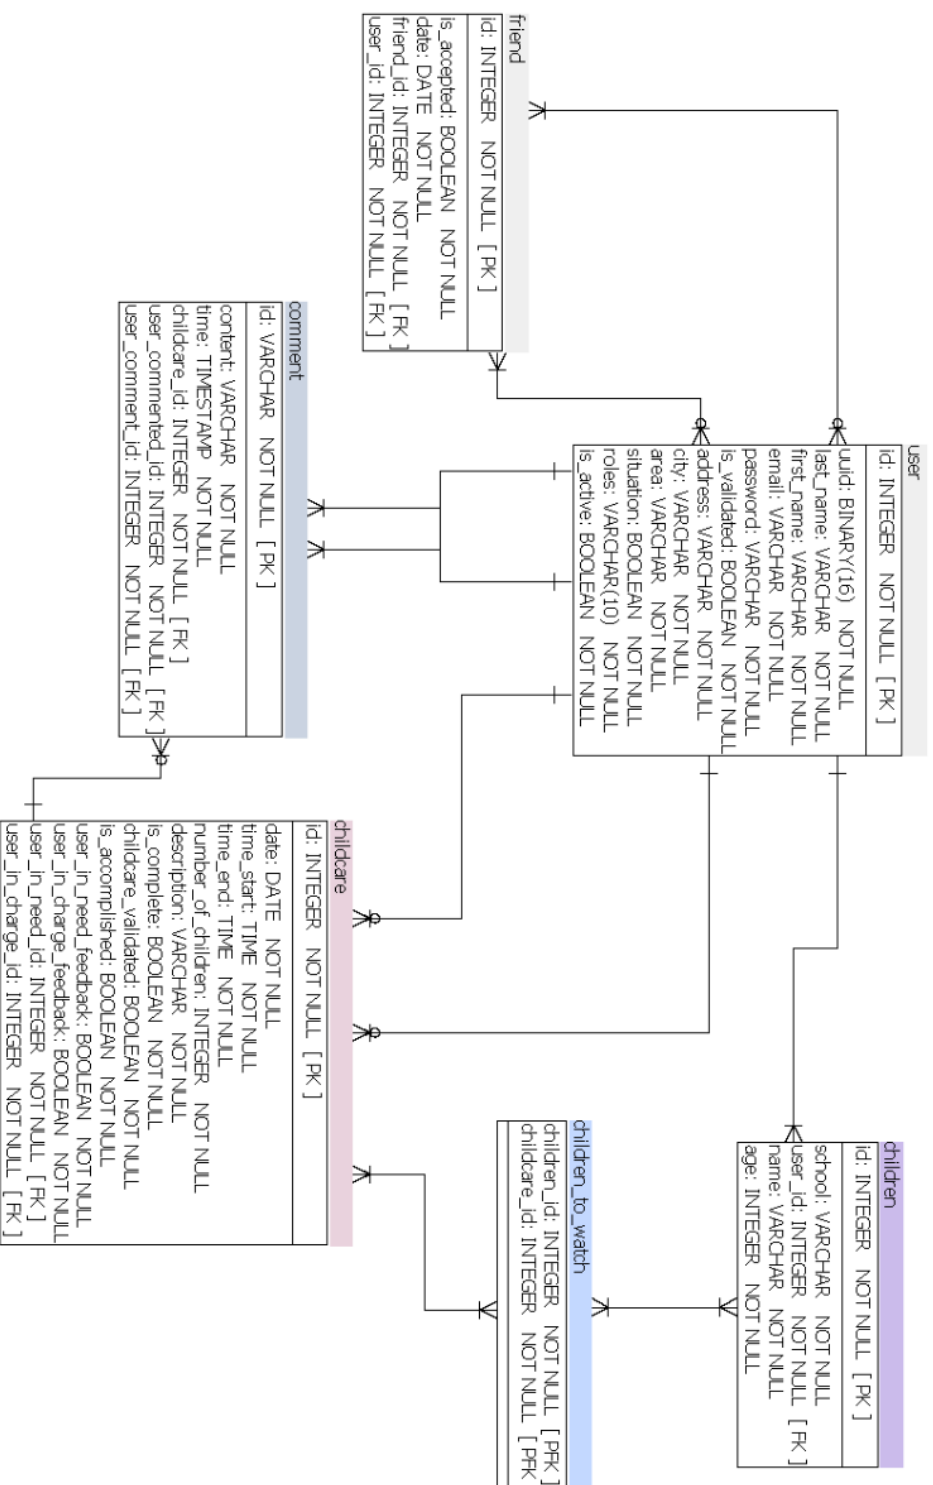 friend
id: INTEGER NOT NULL [ PK ]
is_accepted: BOOLEAN NOT NULL
date: DATE NOT NULL
friend_id: INTEGER NOT NULL [ FK ]
user_id: INTEGER NOT NULL [ FK ]
user
id: INTEGER NOT NULL [ PK ]
uuid: BINARY(16) NOT NULL
last_name: VARCHAR NOT NULL
first_name: VARCHAR NOT NULL
email: VARCHAR NOT NULL
password: VARCHAR NOT NULL
is_validated: BOOLEAN NOT NULL
address: VARCHAR NOT NULL
city: VARCHAR NOT NULL
area: VARCHAR NOT NULL
situation: BOOLEAN NOT NULL
roles: VARCHAR(10) NOT NULL
is_active: BOOLEAN NOT NULL
children
id: INTEGER NOT NULL [ PK ]
school: VARCHAR NOT NULL
user_id: INTEGER NOT NULL [ FK ]
name: VARCHAR NOT NULL
age: INTEGER NOT NULL
comment
id: VARCHAR NOT NULL [ PK ]
content: VARCHAR NOT NULL
time: TIMESTAMP NOT NULL
childcare_id: INTEGER NOT NULL [ FK ]
user_commented_id: INTEGER NOT NULL [ FK ]
user_comment_id: INTEGER NOT NULL [ FK ]
childcare
id: INTEGER NOT NULL [ PK ]
date: DATE NOT NULL
time_start: TIME NOT NULL
time_end: TIME NOT NULL
number_of_children: INTEGER NOT NULL
description: VARCHAR NOT NULL
is_complete: BOOLEAN NOT NULL
childcare_validated: BOOLEAN NOT NULL
is_accomplished: BOOLEAN NOT NULL
user_in_need_feedback: BOOLEAN NOT NULL
user_in_charge_feedback: BOOLEAN NOT NULL
user_in_need_id: INTEGER NOT NULL [ FK ]
user_in_charge_id: INTEGER NOT NULL [ FK ]
children_to_watch
children_id: INTEGER NOT NULL [ PFK ]
childcare_id: INTEGER NOT NULL [ PFK